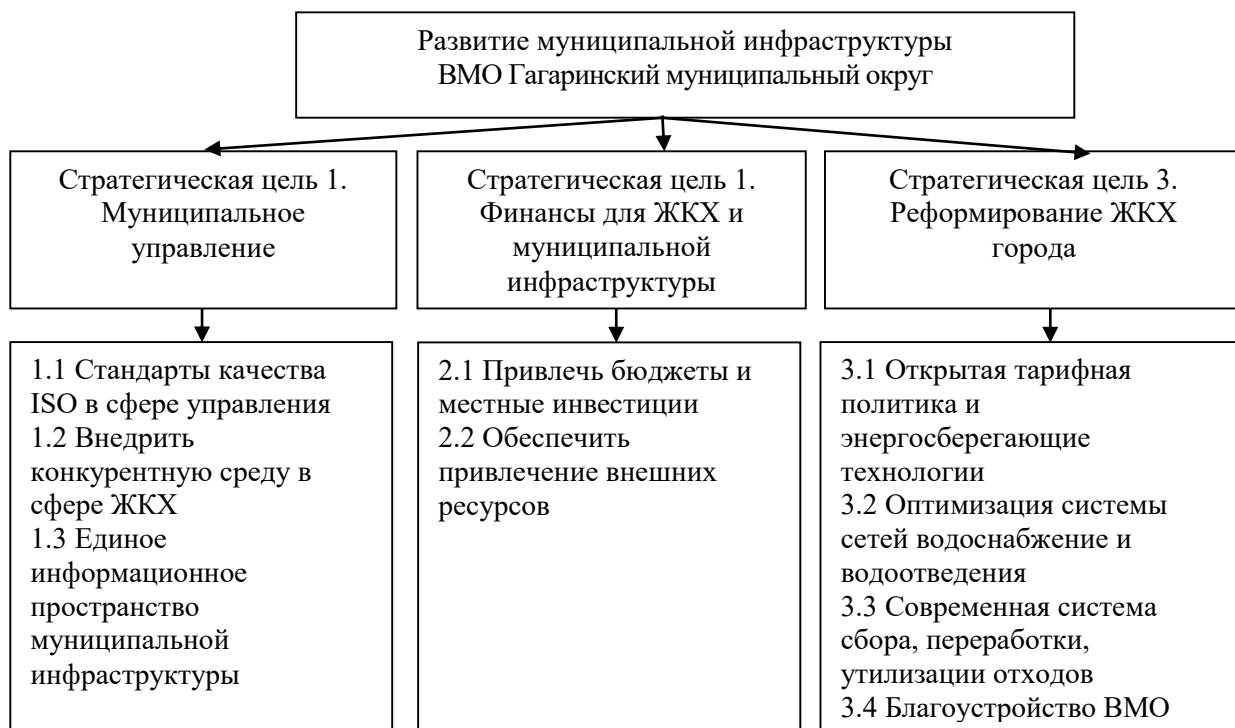 Развитие муниципальной инфраструктуры
ВМО Гагаринский муниципальный округ
Стратегическая цель 1.
Муниципальное
управление
Стратегическая цель 1.
Финансы для ЖКХ и
муниципальной
инфраструктуры
Стратегическая цель 3.
Реформирование ЖКХ
города
1.1 Стандарты качества
ISO в сфере управления
1.2 Внедрить
конкурентную среду в
сфере ЖКХ
1.3 Единое
информационное
пространство
муниципальной
инфраструктуры
2.1 Привлечь бюджеты и
местные инвестиции
2.2 Обеспечить
привлечение внешних
ресурсов
3.1 Открытая тарифная
политика и
энергосберегающие
технологии
3.2 Оптимизация системы
сетей водоснабжение и
водоотведения
3.3 Современная система
сбора, переработки,
утилизации отходов
3.4 Благоустройство ВМО